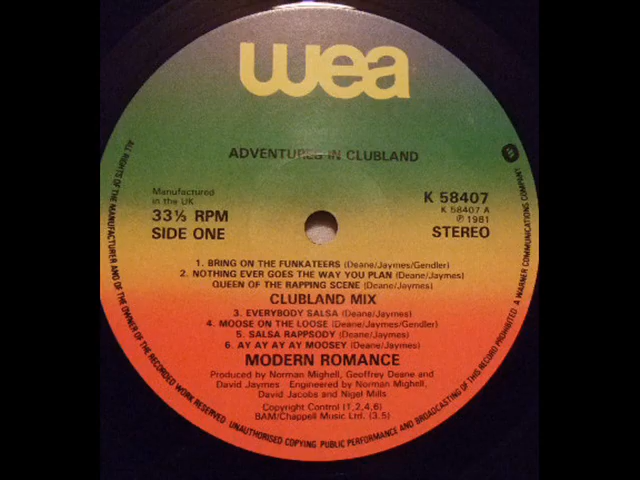 wea
ADVENTURES IN CLUBLAND
Manufactured
in the UK
33⅓ RPM
SIDE ONE
K 58407
K 58407 A
℗ 1981
STEREO
1. BRING ON THE FUNKATEERS (Deane/Jaymes/Gendler)
2. NOTHING EVER GOES THE WAY YOU PLAN (Deane/Jaymes)
QUEEN OF THE RAPPING SCENE (Deane/Jaymes)
CLUBLAND MIX
3. EVERYBODY SALSA (Deane/Jaymes)
4. MOOSE ON THE LOOSE (Deane/Jaymes/Gendler)
5. SALSA RAPPSODY (Deane/Jaymes)
6. AY AY AY AY MOOSEY (Deane/Jaymes)
MODERN ROMANCE
Produced by Norman Mighell, Geoffrey Deane and
David Jaymes Engineered by Norman Mighell,
David Jacobs and Nigel Mills
Copyright Control (1,2,4,6)
BAM/Chappell Music Ltd. (3,5)
ALL RIGHTS OF THE MANUFACTURER AND OF THE OWNER OF THE RECORDED WORK RESERVED UNAUTHORISED COPYING PUBLIC PERFORMANCE AND BROADCASTING OF THIS RECORD PROHIBITED A WARNER COMMUNICATIONS COMPANY.